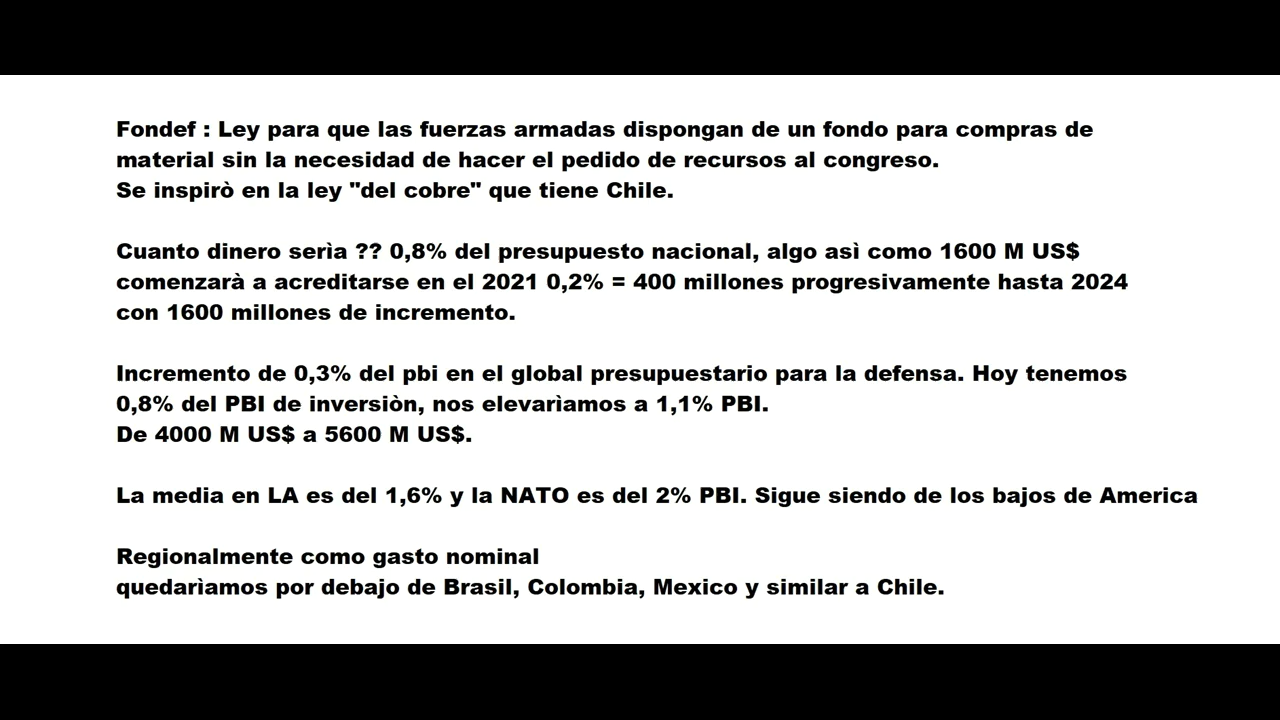 Fondef : Ley para que las fuerzas armadas dispongan de un fondo para compras de
material sin la necesidad de hacer el pedido de recursos al congreso.
Se inspirò en la ley "del cobre" que tiene Chile.
Cuanto dinero serìa ?? 0,8% del presupuesto nacional, algo asì como 1600 M US$
comenzarà a acreditarse en el 2021 0,2% = 400 millones progresivamente hasta 2024
con 1600 millones de incremento.
Incremento de 0,3% del pbi en el global presupuestario para la defensa. Hoy tenemos
0,8% del PBI de inversiòn, nos elevarìamos a 1,1% PBI.
De 4000 M US$ a 5600 M US$.
La media en LA es del 1,6% y la NATO es del 2% PBI. Sigue siendo de los bajos de America
Regionalmente como gasto nominal
quedarìamos por debajo de Brasil, Colombia, Mexico y similar a Chile.